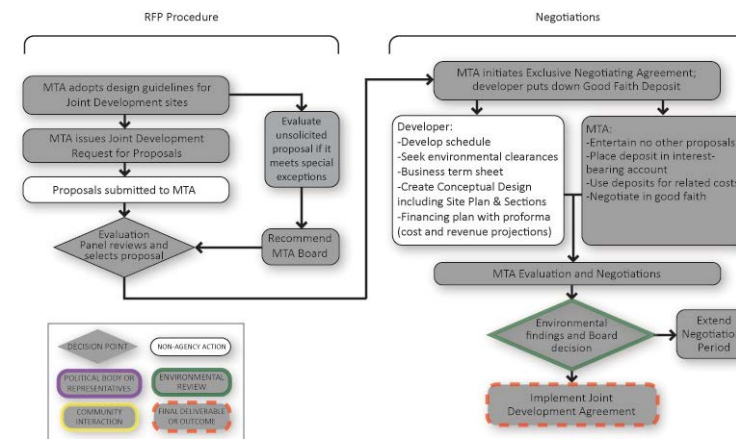 RFP Procedure
MTA adopts design guidelines for
Joint Development sites
MTA issues Joint Development
Request for Proposals
Proposals submitted to MTA
Evaluation
Panel reviews and
selects proposal
Evaluate
unsolicited
proposal if it
meets special
exceptions
Recommend
MTA Board
Negotiations
MTA initiates Exclusive Negotiating Agreement;
developer puts down Good Faith Deposit
Developer:
-Develop schedule
-Seek environmental clearances
-Business term sheet
-Create Conceptual Design
including Site Plan & Sections
-Financing plan with proforma
(cost and revenue projections)
MTA:
-Entertain no other proposals
-Place deposit in interest-
bearing account
-Use deposits for related costs
-Negotiate in good faith
MTA Evaluation and Negotiations
Environmental
findings and Board
decision
Extend
Negotiation
Period
Implement Joint
Development Agreement
DECISION POINT
NON-AGENCY ACTION
POLITICAL BODY OR
REPRESENTATIVES
ENVIRONMENTAL
REVIEW
COMMUNITY
INTERACTION
FINAL DELIVERABLE
OR OUTCOME